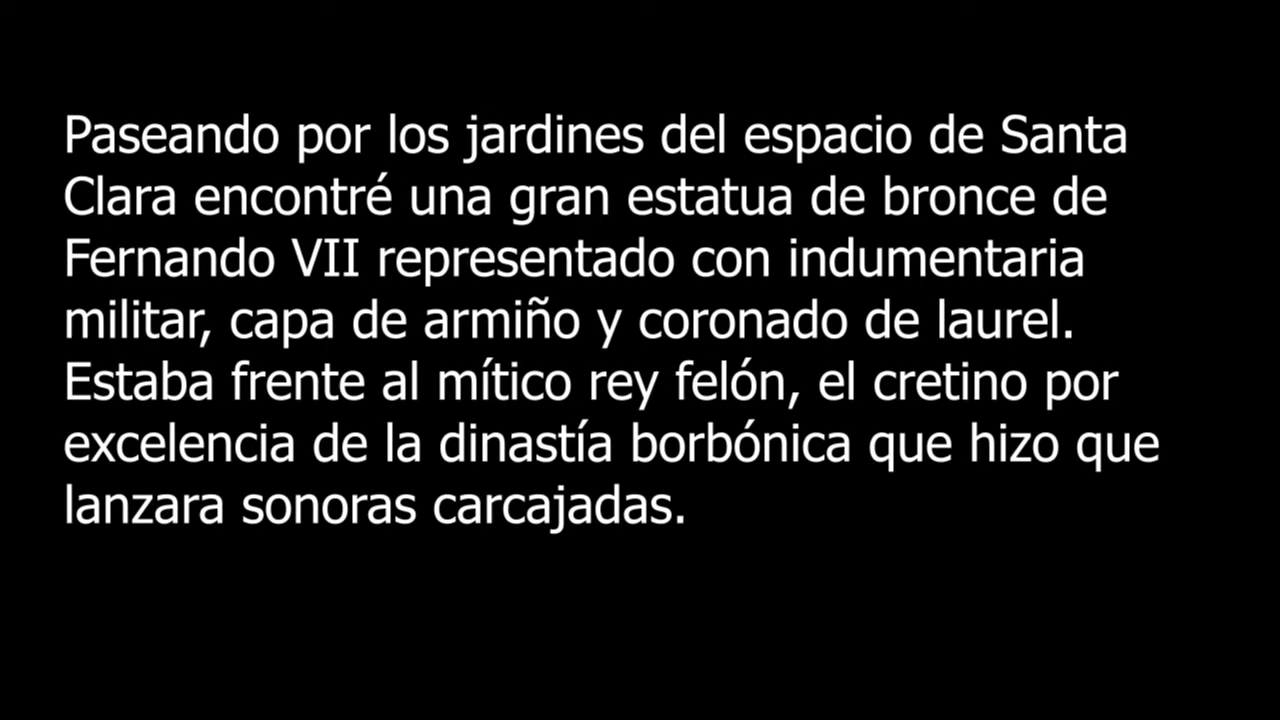 Paseando por los jardines del espacio de Santa
Clara encontré una gran estatua de bronce de
Fernando VII representado con indumentaria
militar, capa de armiño y coronado de laurel.
Estaba frente al mítico rey felón, el cretino por
excelencia de la dinastía borbónica que hizo que
lanzara sonoras carcajadas.